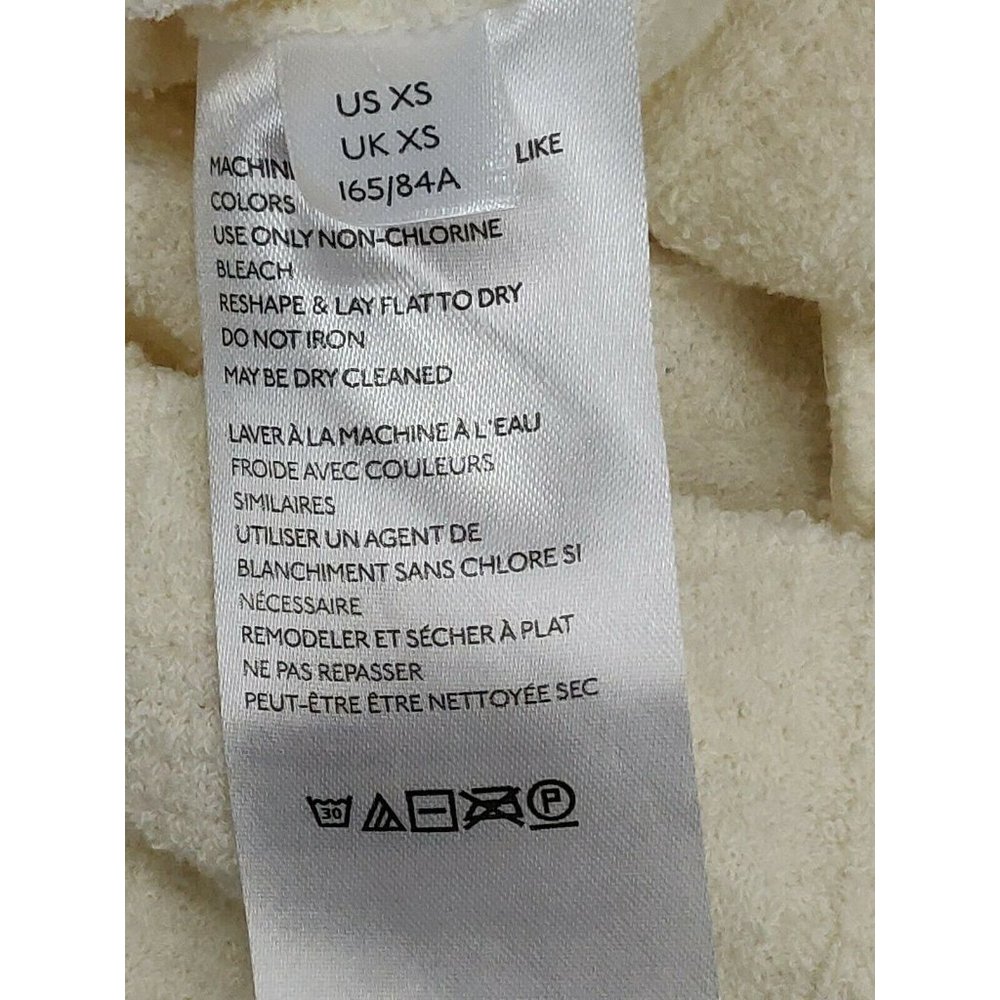 US XS
UK XS
165/84A
LIKE
COLORS
USE ONLY NON-CHLORINE
BLEACH
RESHAPE & LAY FLAT TO DRY
DO NOT IRON
MAY BE DRY CLEANED
LAVER À LA MACHINE À L'EAU
FROIDE AVEC COULEURS
SIMILAIRES
UTILISER UN AGENT DE
BLANCHIMENT SANS CHLORE SI
NÉCESSAIRE
REMODELER ET SÉCHER À PLAT
NE PAS REPASSER
PEUT-ÊTRE ÊTRE NETTOYÉE SEC
30 P